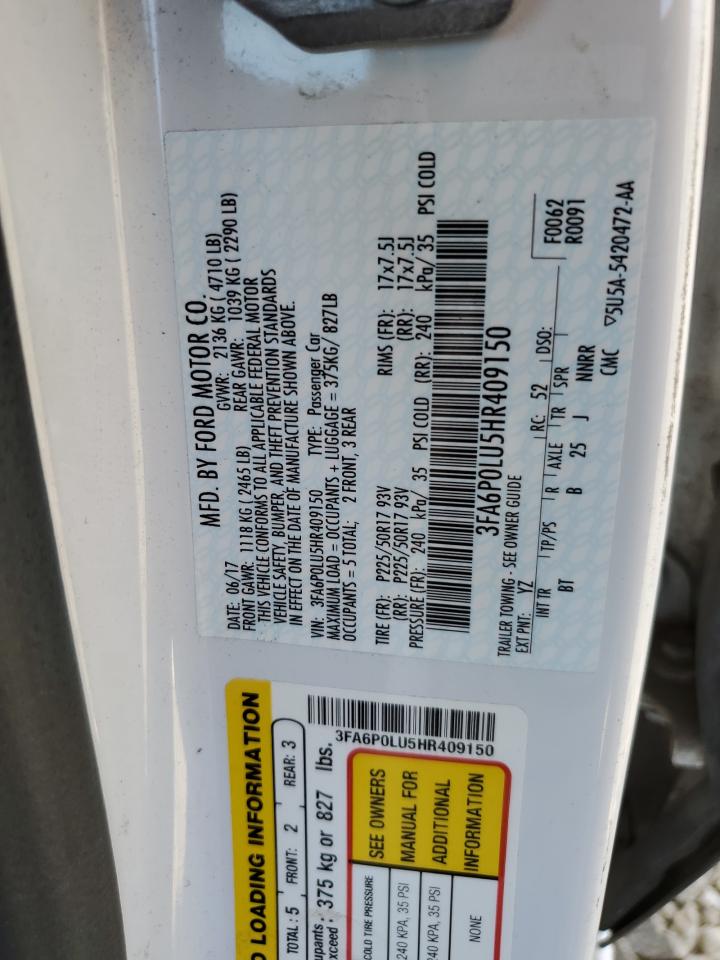 MFD. BY FORD MOTOR CO.
DATE: 06/17 GVWR: 2136 KG ( 4710 LB)
FRONT GAWR: 1118 KG ( 2465 LB) REAR GAWR: 1039 KG ( 2290 LB)
THIS VEHICLE CONFORMS TO ALL APPLICABLE FEDERAL MOTOR
VEHICLE SAFETY, BUMPER, AND THEFT PREVENTION STANDARDS
IN EFFECT ON THE DATE OF MANUFACTURE SHOWN ABOVE.
VIN: 3FA6P0LU5HR409150 TYPE: Passenger Car
MAXIMUM LOAD = OCCUPANTS + LUGGAGE = 375KG/ 827LB
OCCUPANTS = 5 TOTAL; 2 FRONT, 3 REAR
TIRE (FR): P225/50R17 93V RIMS (FR): 17x7.5J
(RR): P225/50R17 93V (RR): 17x7.5J
PRESSURE (FR): 240 kPa/ 35 PSI COLD (RR): 240 kPa/ 35 PSI COLD
3FA6P0LU5HR409150
TRAILER TOWING - SEE OWNER GUIDE
EXT PNT: YZ RC: 52 DSO:
INT TR TP/PS R AXLE TR SPR F0062
BT B 25 J NNRR R0091
CMC ▽5U5A-5420472-AA
LOADING INFORMATION
TOTAL: 5 FRONT: 2 REAR: 3
375 kg or 827 lbs.
3FA6P0LU5HR409150
COLD TIRE PRESSURE
240 KPA, 35 PSI
240 KPA, 35 PSI
NONE
SEE OWNERS
MANUAL FOR
ADDITIONAL
INFORMATION